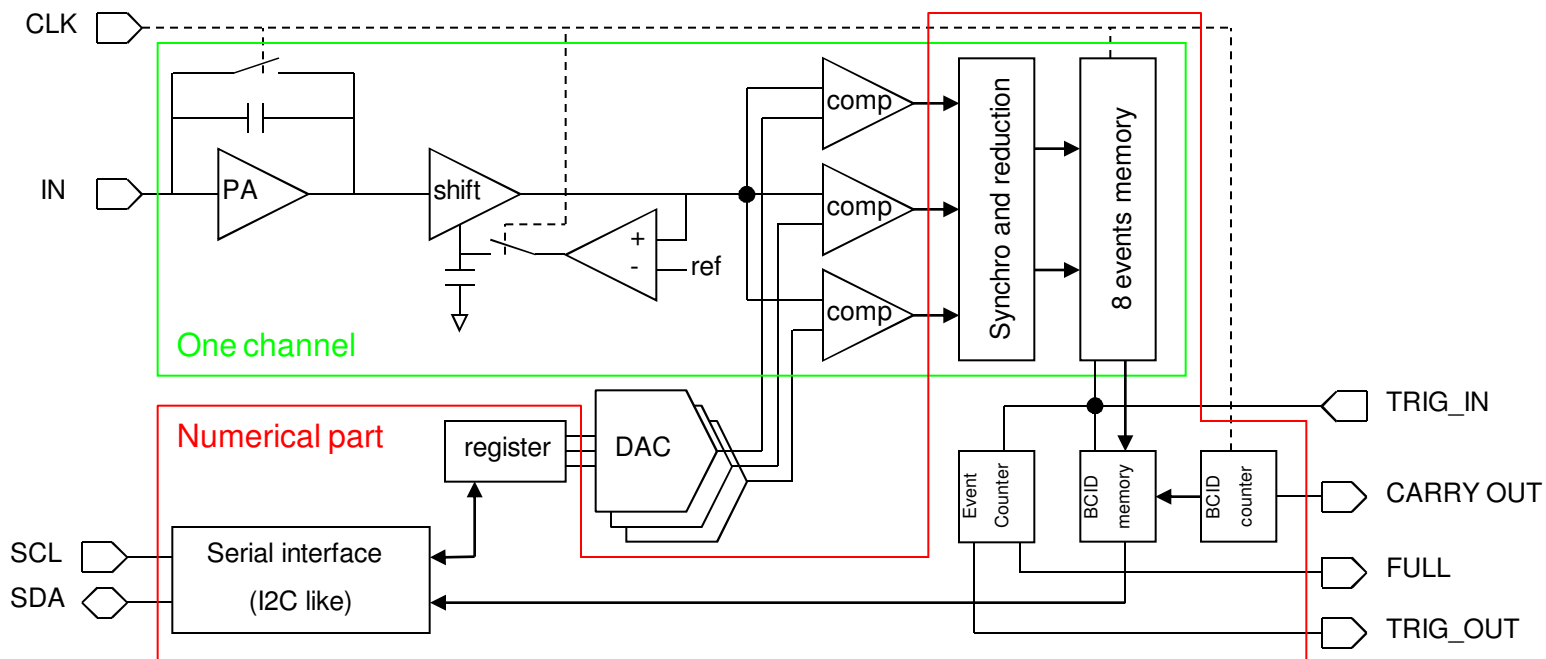 CLK
IN
PA
shift
+
-
ref
comp
comp
comp
Synchro and reduction
8 events memory
One channel
Numerical part
register
DAC
TRIG_IN
Event
Counter
BCID
memory
BCID
counter
CARRY OUT
SCL
SDA
Serial interface
(I2C like)
FULL
TRIG_OUT